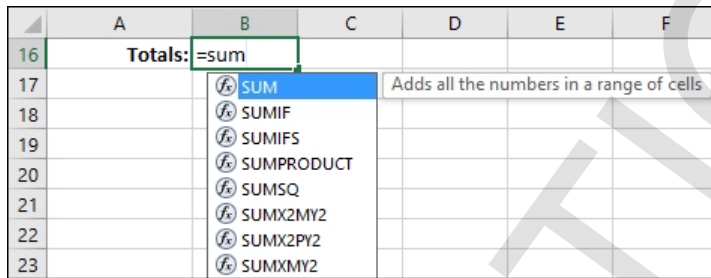 A B C D E F
16 Totals: =sum
17 SUM Adds all the numbers in a range of cells
18 SUMIF
19 SUMIFS
20 SUMPRODUCT
21 SUMSQ
22 SUMX2MY2
SUMX2PY2
23 SUMXMY2